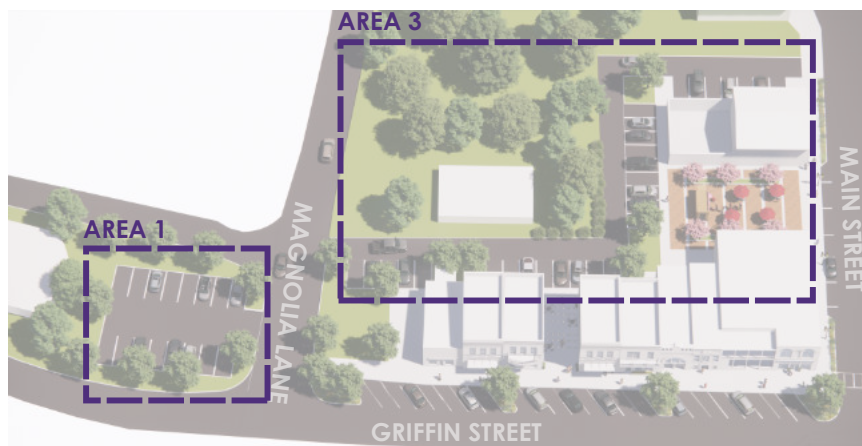 AREA 3
AREA 1
MAGNOLIA LANE
MAIN STREET
GRIFFIN STREET